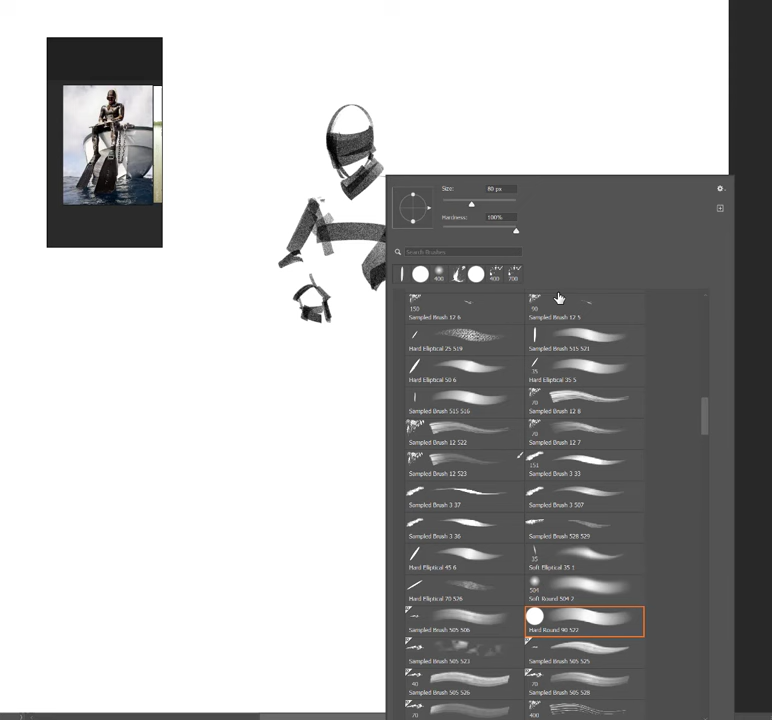 Size: 80 px
Hardness: 100%
Search Brushes
400 400 700
150 90
Sampled Brush 12 6 Sampled Brush 12 5
Hard Elliptical 25 519 Sampled Brush 515 521
35
Hard Elliptical 50 6 Hard Elliptical 35 5
70
Sampled Brush 515 516 Sampled Brush 12 8
70
Sampled Brush 12 522 Sampled Brush 12 7
151
Sampled Brush 12 523 Sampled Brush 3 33
Sampled Brush 3 37 Sampled Brush 3 507
Sampled Brush 3 36 Sampled Brush 528 529
35
Hard Elliptical 45 6 Soft Elliptical 35 1
504
Hard Elliptical 70 526 Soft Round 504 2
Sampled Brush 505 506 Hard Round 90 522
Sampled Brush 505 523 Sampled Brush 505 525
40 70
Sampled Brush 505 526 Sampled Brush 505 528
70 400